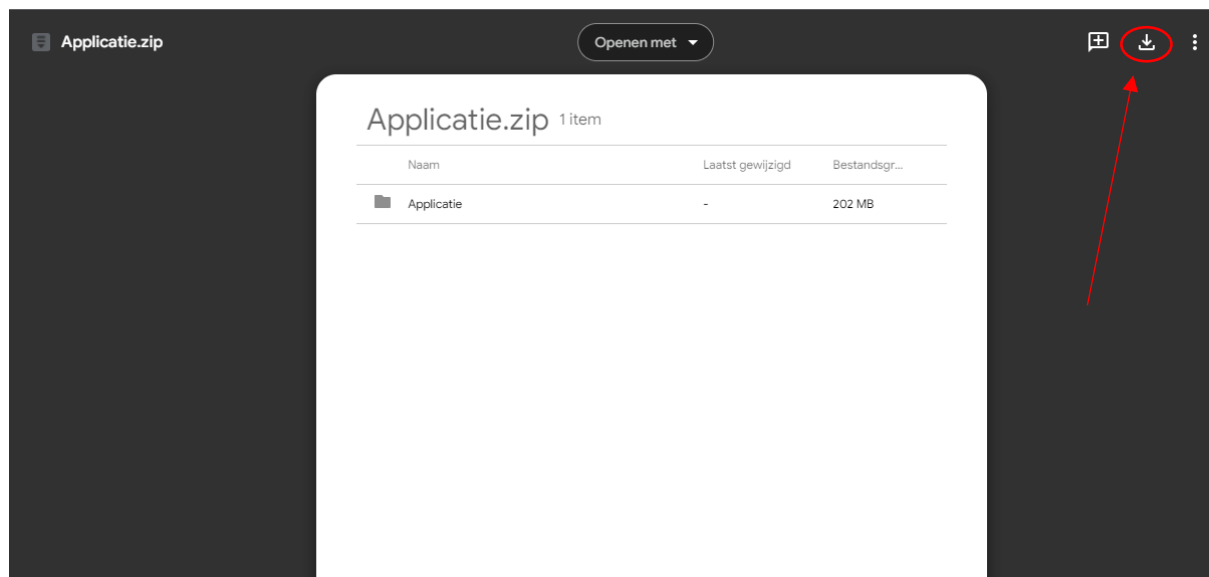 Applicatie.zip
Openen met
Applicatie.zip 1 item
Naam Laatst gewijzigd Bestandsgr...
Applicatie - 202 MB